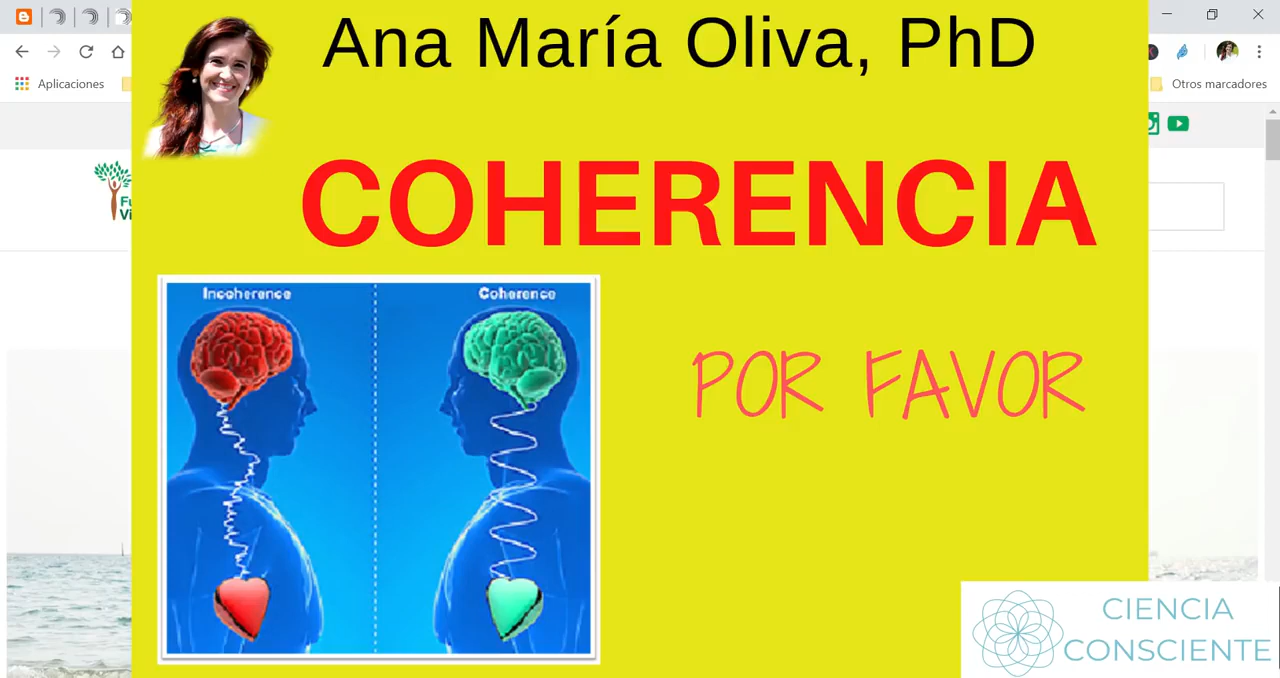 Ana María Oliva, PhD
Aplicaciones
Otros marcadores
COHERENCIA
Incoherence
Coherence
POR FAVOR
CIENCIA
CONSCIENTE